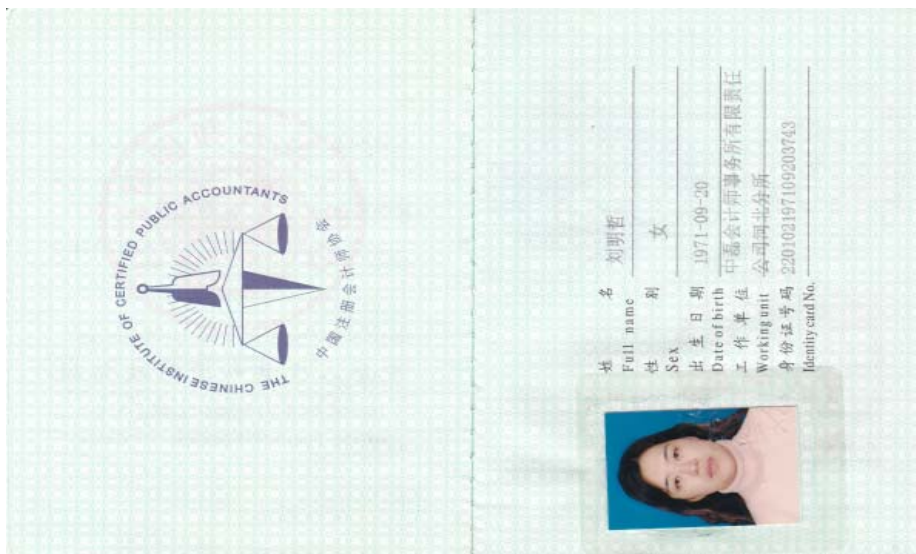 THE CHINESE INSTITUTE OF CERTIFIED PUBLIC ACCOUNTANTS
中国注册会计师协会
姓 名 刘明哲
Full name
性 别 女
Sex
出 生 日 期 1971-09-20
Date of birth
工 作 单 位 中磊会计师事务所有限责任
Working unit 公司河北分所
身份证号码 220102197109203743
Identity card No.